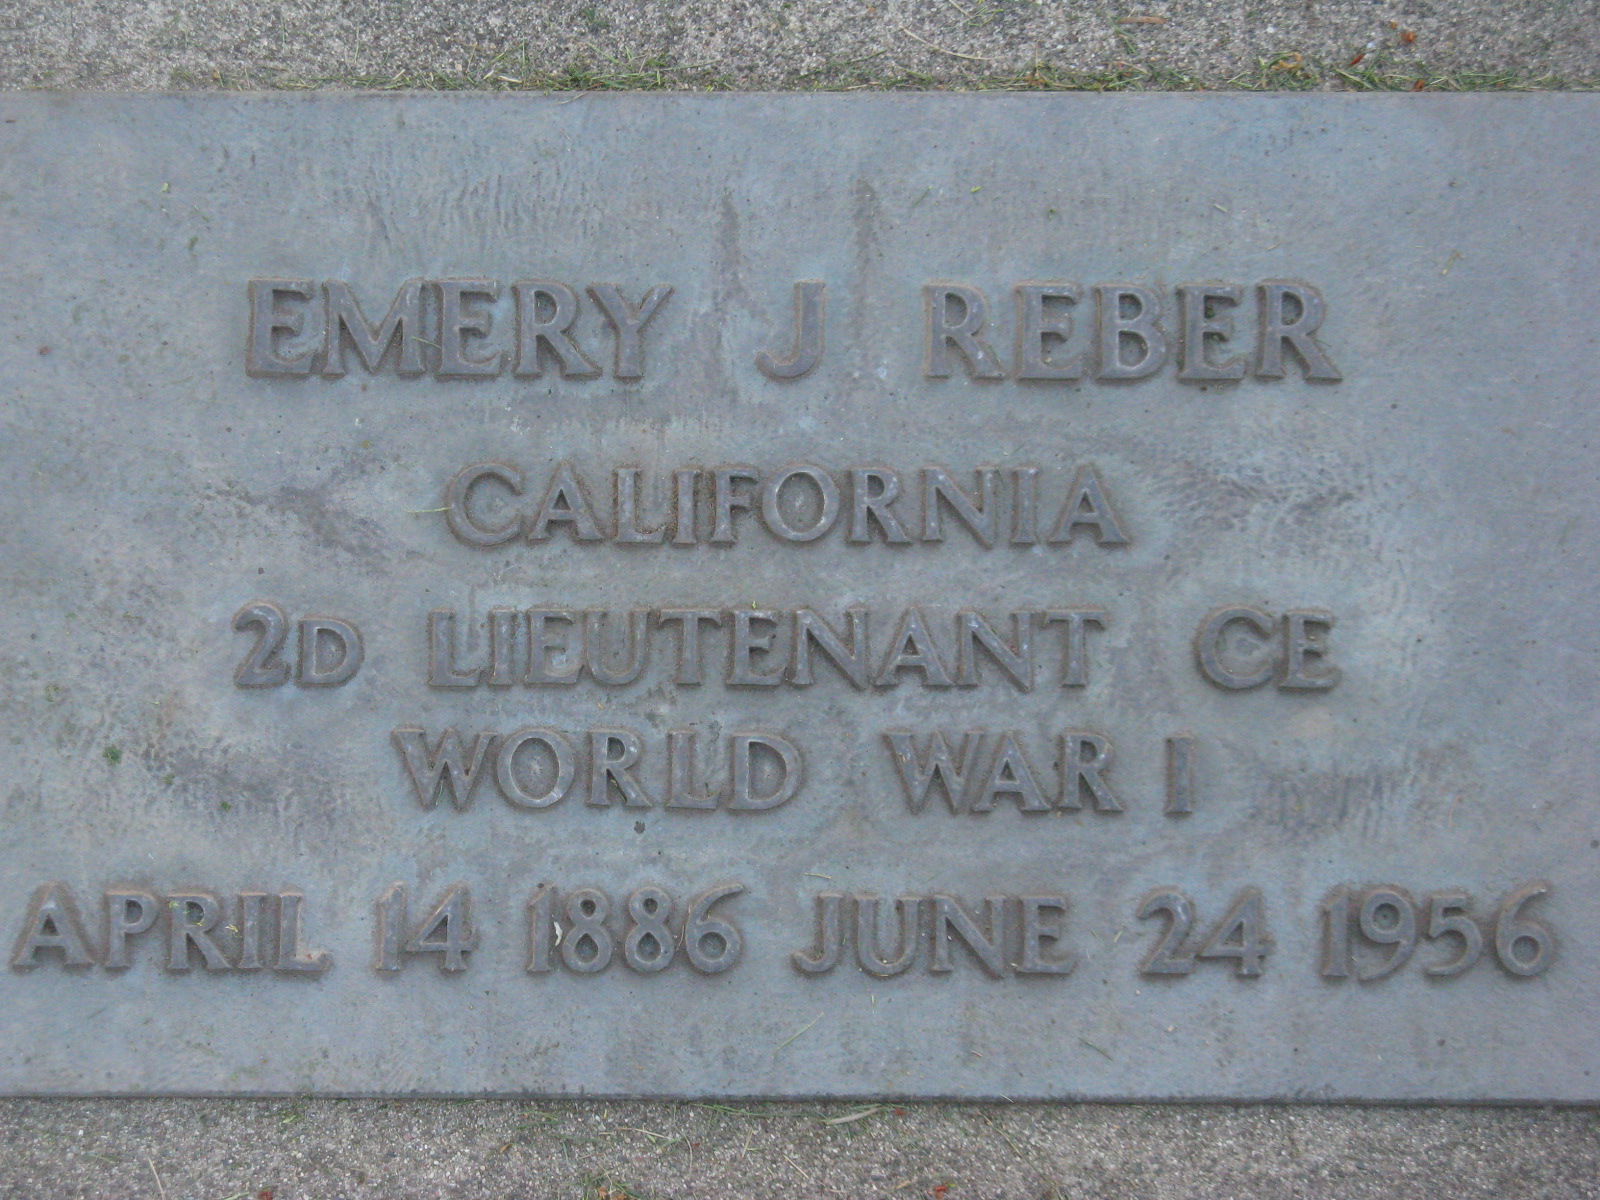 EMERY J REBER
CALIFORNIA
2D LIEUTENANT CE
WORLD WAR I
APRIL 14 1886 JUNE 24 1956